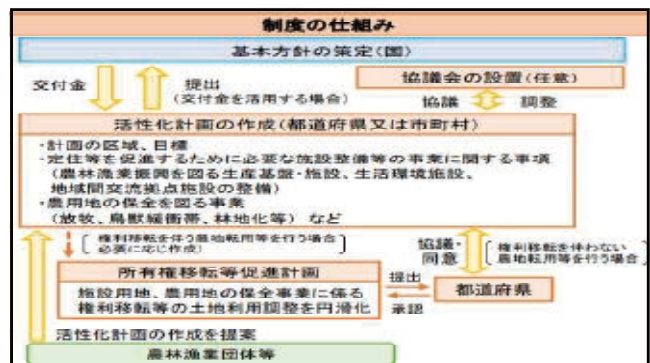 制度の仕組み
基本方針の策定(国)
交付金
提出
(交付金を活用する場合)
協議会の設置(任意)
協議
調整
活性化計画の作成(都道府県又は市町村)
・計画の区域、目標
・定住等を促進するために必要な施設整備等の事業に関する事項
(農林漁業振興を図る生産基盤・施設、生活環境施設、
地域間交流拠点施設の整備)
・農用地の保全を図る事業
(放牧、鳥獣緩衝帯、林地化等) など
権利移転を伴う農地転用等を行う場合
必要に応じ作成
協議・
同意
権利移転を伴わない
農地転用等を行う場合
所有権移転等促進計画
施設用地、農用地の保全事業に係る
権利移転等の土地利用調整を円滑化
提出
承認
都道府県
活性化計画の作成を提案
農林漁業団体等